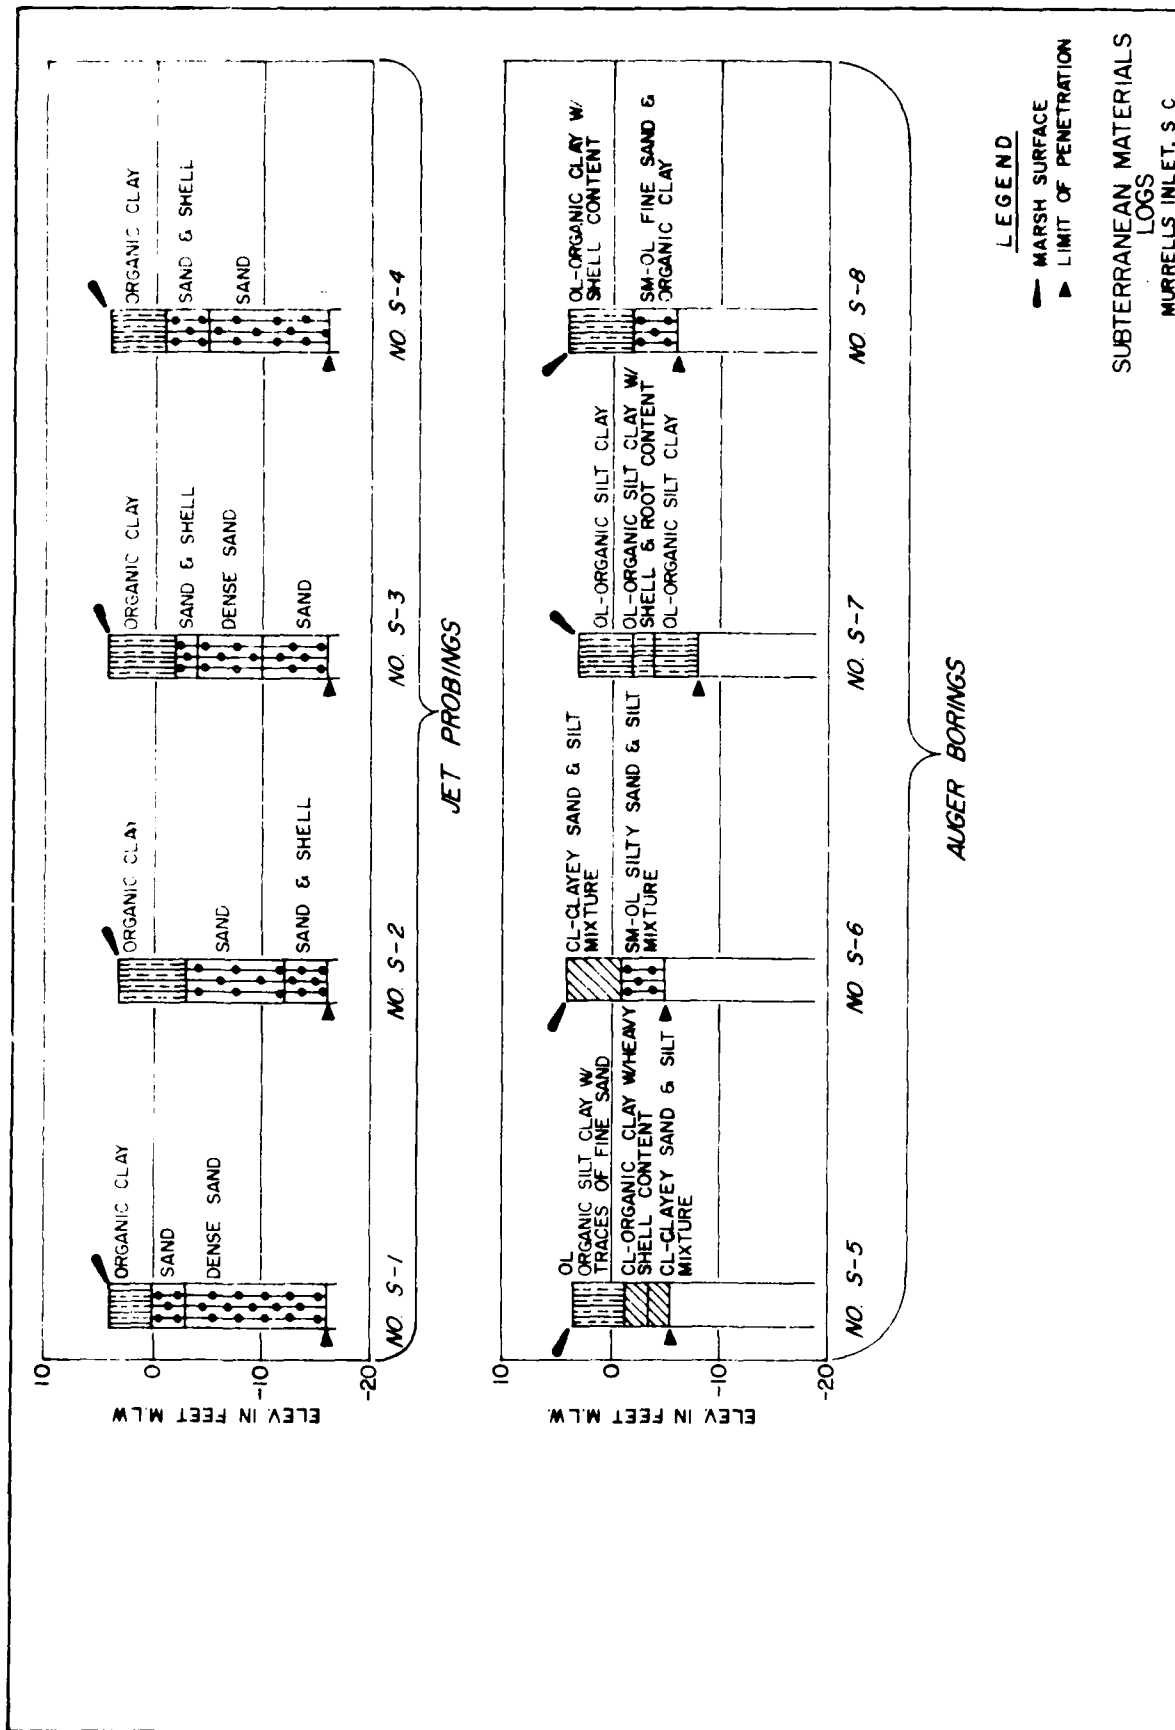 10
0
-10
-20
ELEV. IN FEET M.L.W.
ORGANIC CLAY
SAND
DENSE SAND
NO. S-1
ORGANIC CLAY
SAND
SAND & SHELL
NO. S-2
ORGANIC CLAY
SAND & SHELL
DENSE SAND
SAND
NO. S-3
ORGANIC CLAY
SAND & SHELL
SAND
NO. S-4
JET PROBINGS
10
0
-10
-20
ELEV. IN FEET M.L.W.
OL
ORGANIC SILT CLAY W/
TRACES OF FINE SAND
CL-ORGANIC CLAY W/HEAVY
SHELL CONTENT
CL-CLAYEY SAND & SILT
MIXTURE
NO. S-5
CL-CLAYEY SAND & SILT
MIXTURE
SM-OL SILTY SAND & SILT
MIXTURE
NO S-6
OL-ORGANIC SILT CLAY
OL-ORGANIC SILT CLAY W/
SHELL & ROOT CONTENT
OL-ORGANIC SILT CLAY
NO. S-7
OL-ORGANIC CLAY W/
SHELL CONTENT
SM-OL FINE SAND &
ORGANIC CLAY
NO. S-8
AUGER BORINGS
LEGEND
MARSH SURFACE
LIMIT OF PENETRATION
SUBTERRANEAN MATERIALS
LOGS
MURRELLS INLET, S C